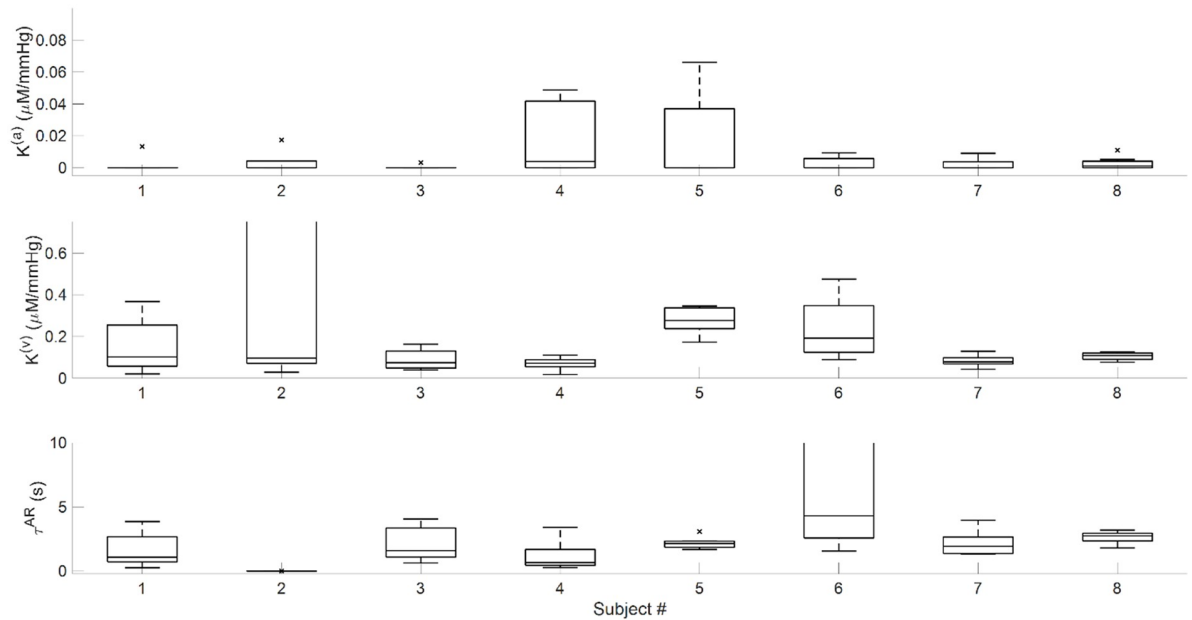 K(a) (μM/mmHg)
0.08
0.06
0.04
0.02
0
1 2 3 4 5 6 7 8
K(v) (μM/mmHg)
0.6
0.4
0.2
0
1 2 3 4 5 6 7 8
τAR (s)
10
5
0
1 2 3 4 5 6 7 8
Subject #